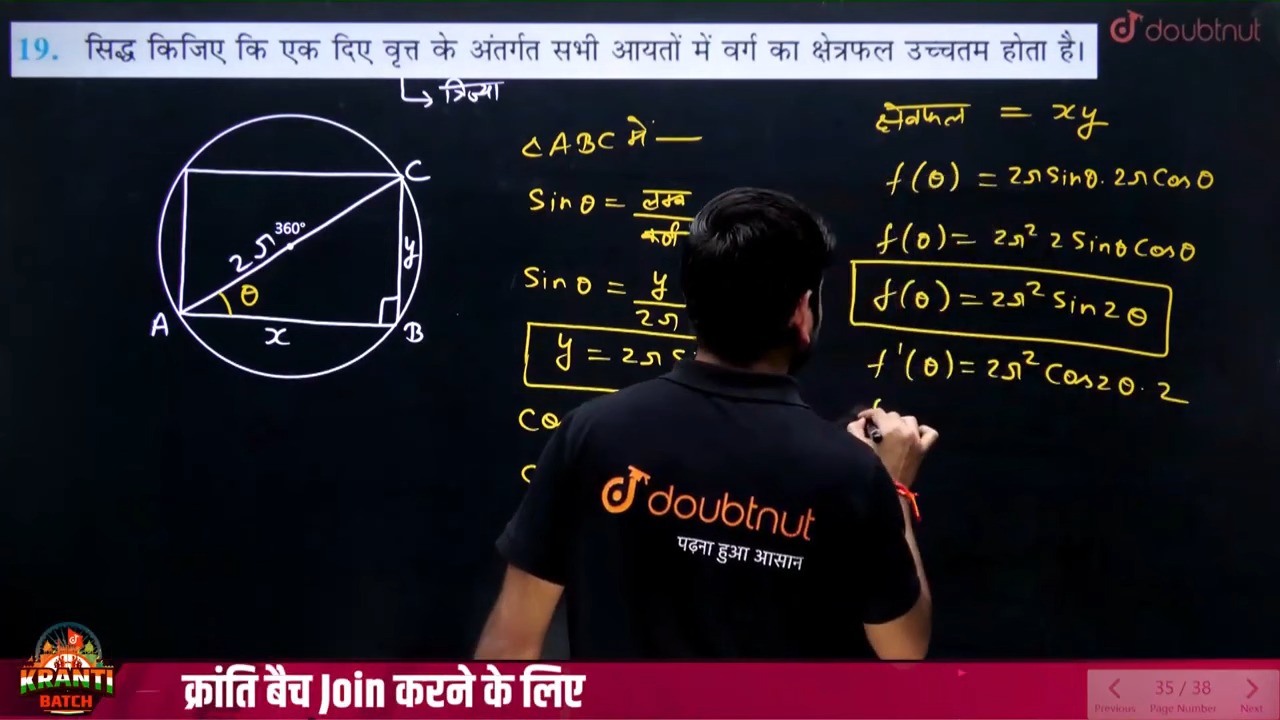 19. सिद्ध किजिए कि एक दिए वृत्त के अंतर्गत सभी आयतों में वर्ग का क्षेत्रफल उच्चतम होता है।
doubtnut
त्रिज्या
C
360°
2r
y
θ
A
x
B
△ABC में —
Sinθ = लम्ब / कर्ण
Sinθ = y / 2r
y = 2r S
Cθ
C
क्षेत्रफल = xy
f(θ) = 2r Sinθ. 2r Cosθ
f(θ) = 2r² 2 Sinθ Cosθ
f(θ) = 2r² Sin2θ
f'(θ) = 2r² Cos2θ. 2
doubtnut
पढ़ना हुआ आसान
KRANTI
BATCH
क्रांति बैच Join करने के लिए
35 / 38
Previous Page Number Next